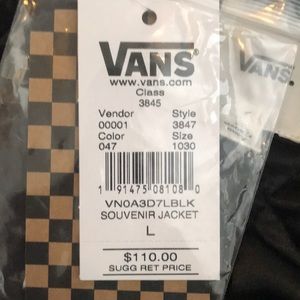 VANS®
www.vans.com
Class
3845
Vendor Style
00001 3847
Color Size
047 1030
1 91475 08108 0
VN0A3D7LBLK
SOUVENIR JACKET
L
$110.00
SUGG RET PRICE
VANS